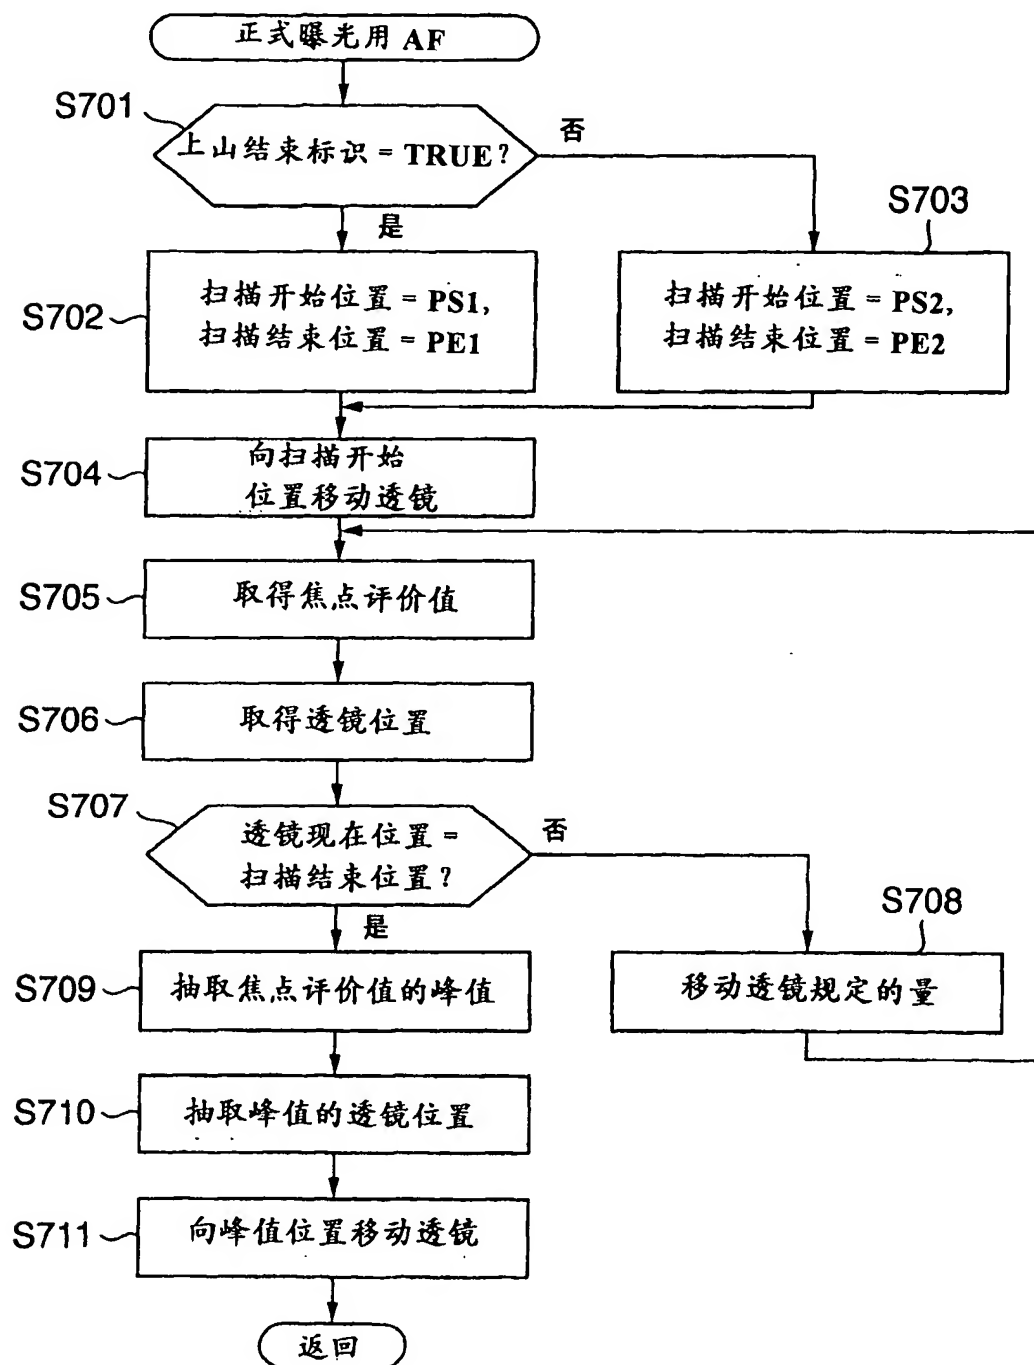 正式曝光用 AF
S701
上山结束标识 = TRUE?
否
是
S703
S702
扫描开始位置 = PS1,
扫描结束位置 = PE1
扫描开始位置 = PS2,
扫描结束位置 = PE2
S704
向扫描开始
位置移动透镜
S705
取得焦点评价值
S706
取得透镜位置
S707
透镜现在位置 =
扫描结束位置?
否
是
S708
S709
抽取焦点评价值的峰值
移动透镜规定的量
S710
抽取峰值的透镜位置
S711
向峰值位置移动透镜
返回